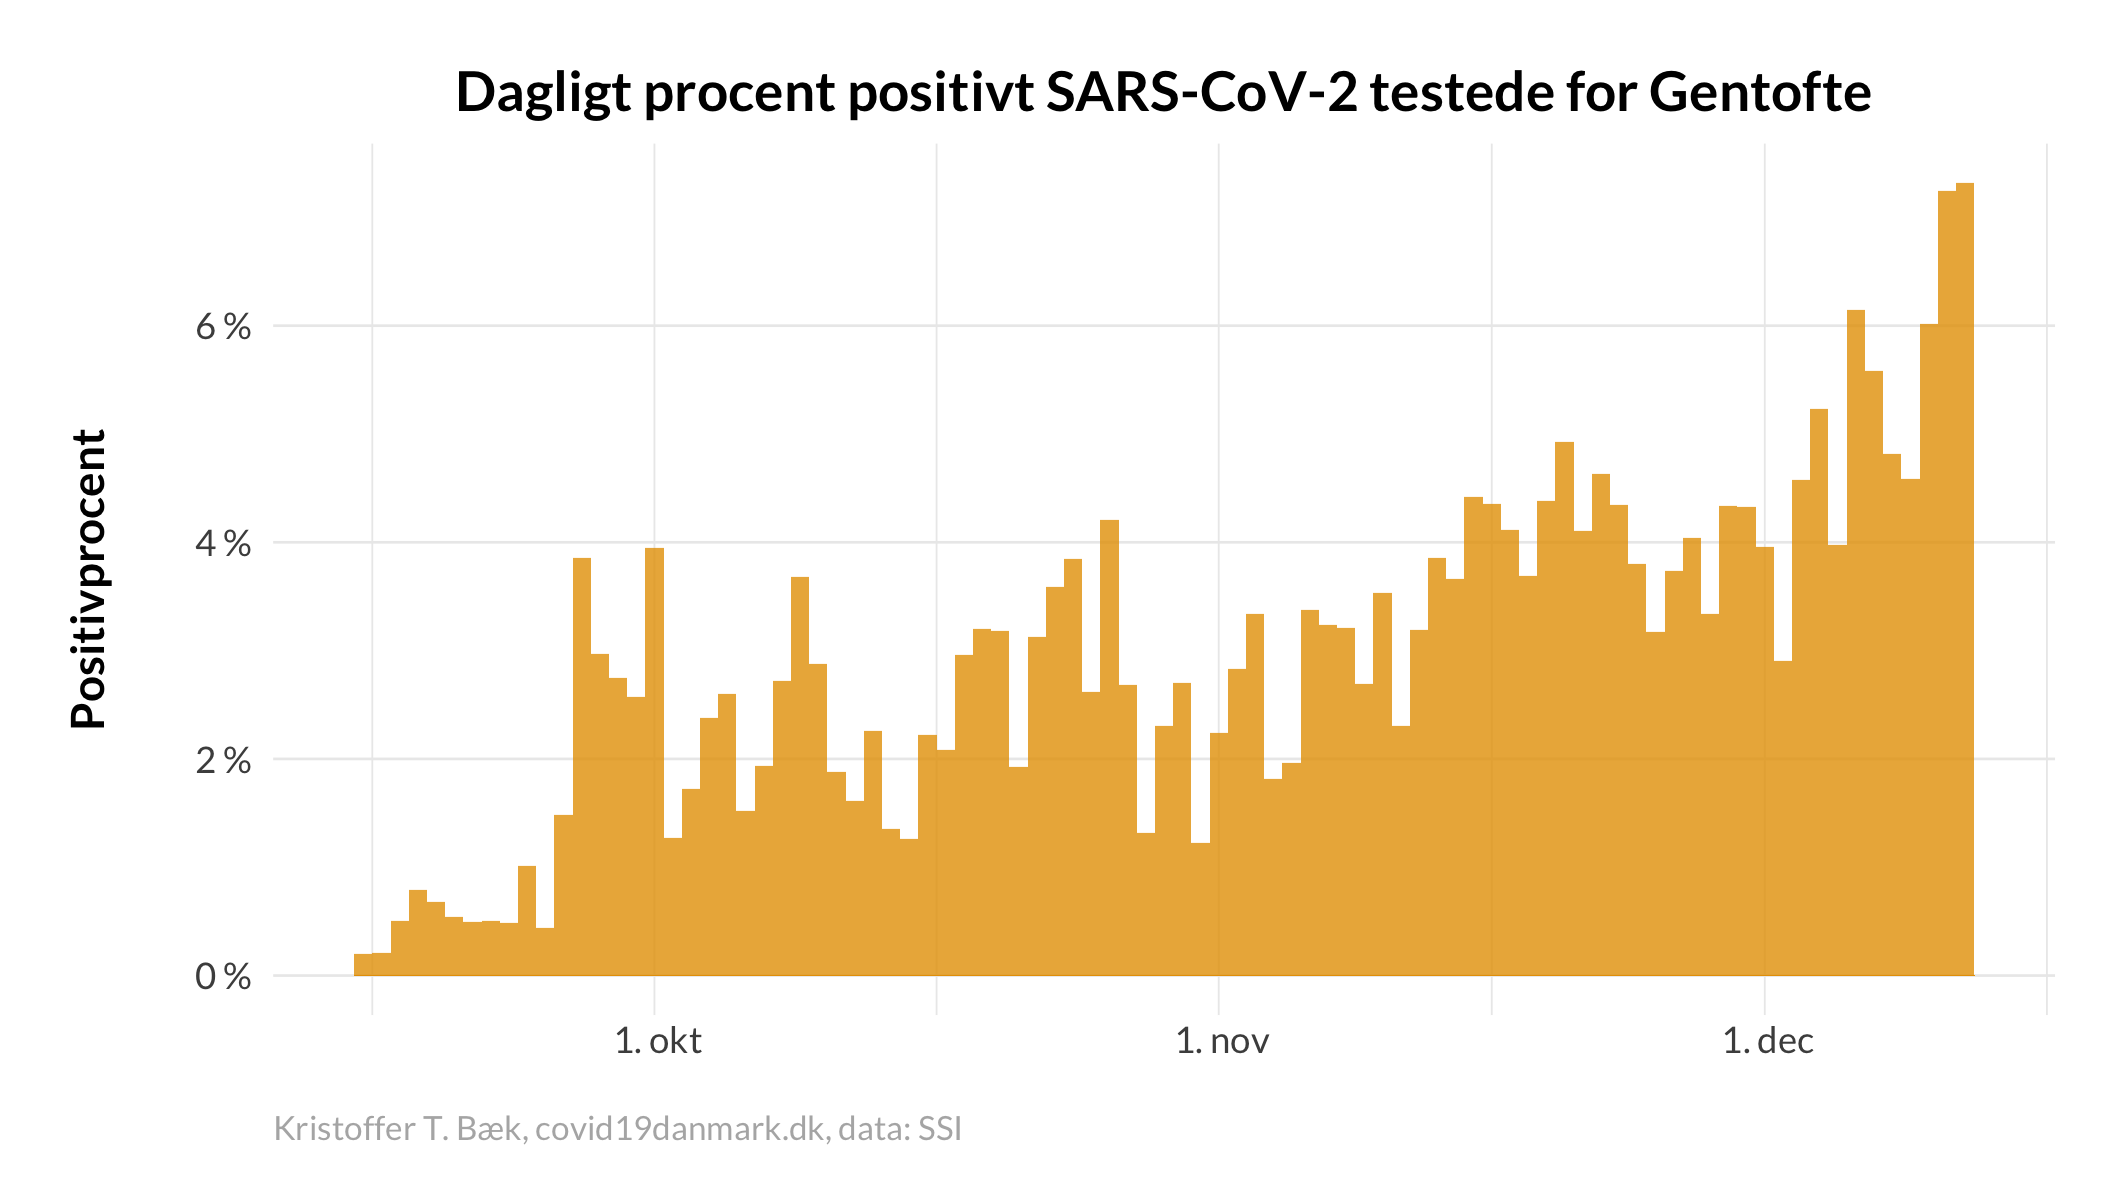 Dagligt procent positivt SARS-CoV-2 testede for Gentofte
Positivprocent
6 %
4 %
2 %
0 %
1. okt
1. nov
1. dec
Kristoffer T. Bæk, covid19danmark.dk, data: SSI